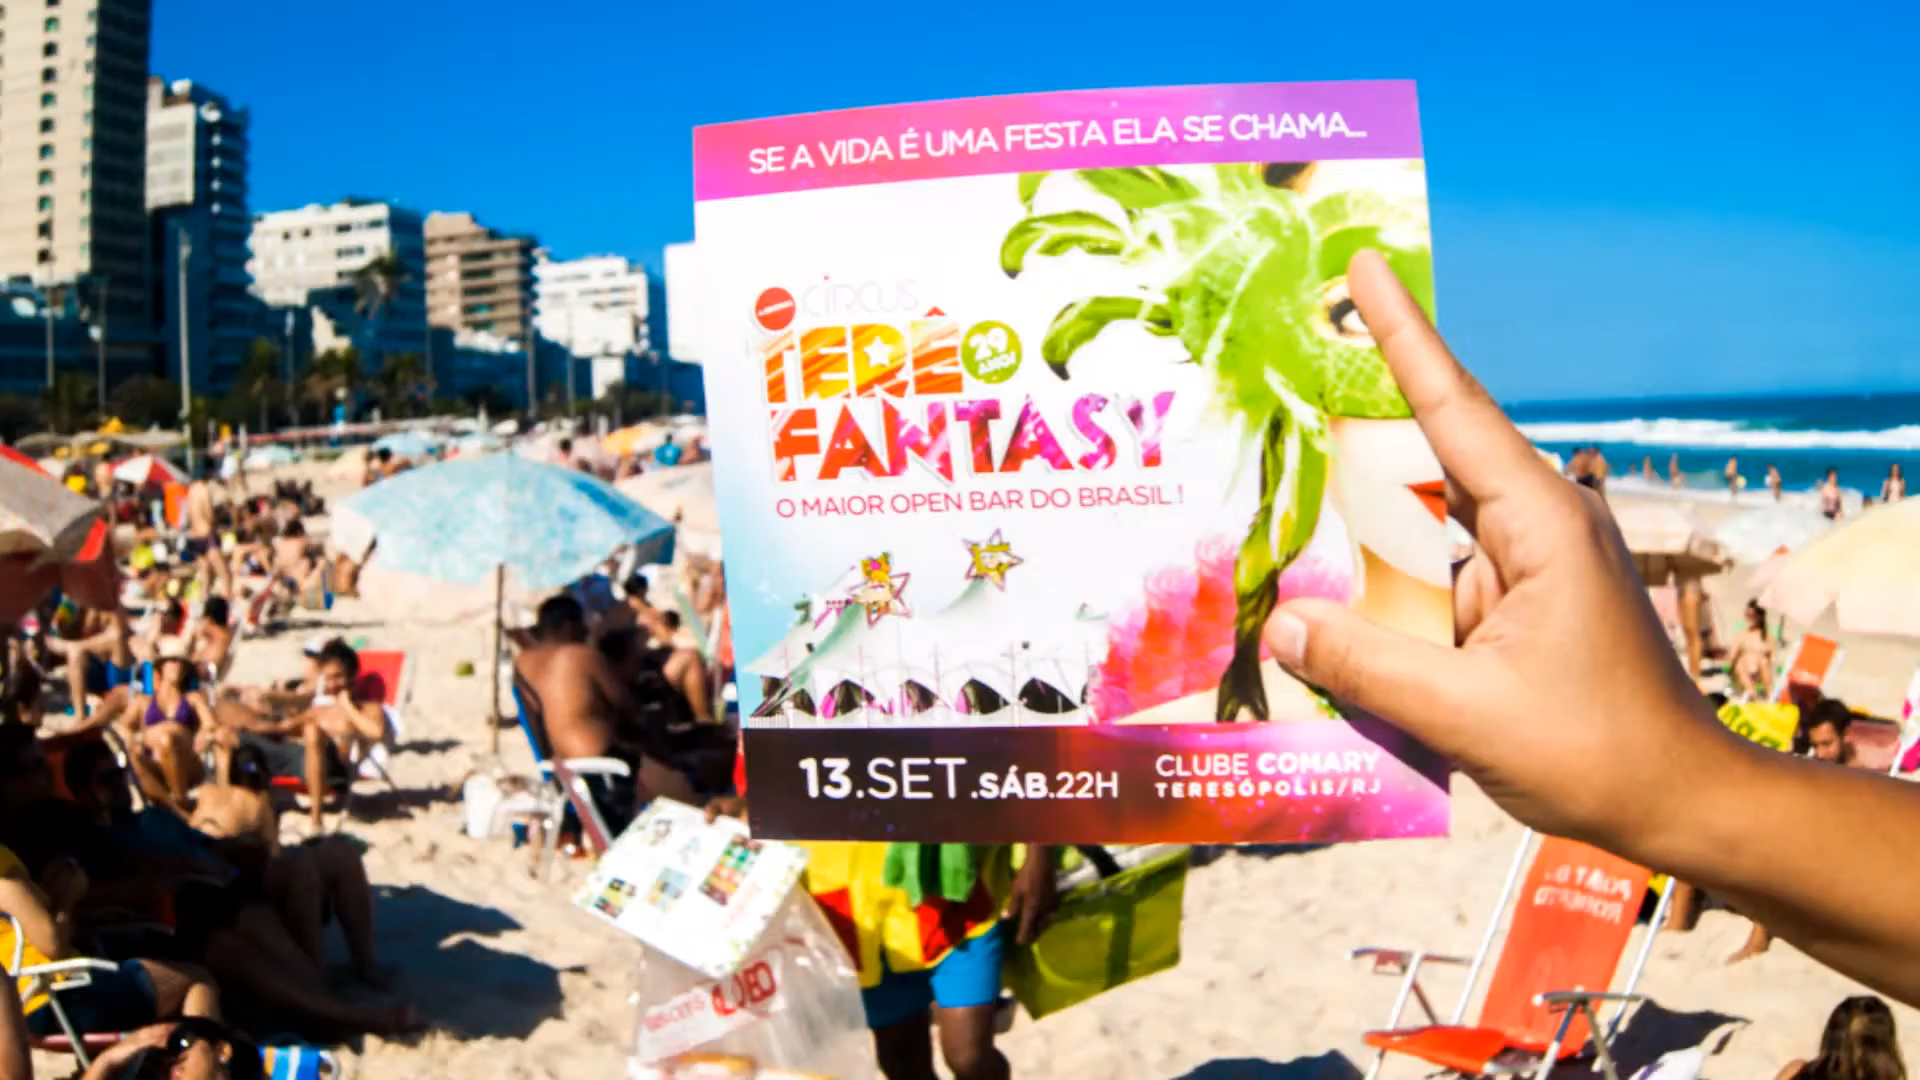 SE A VIDA É UMA FESTA ELA SE CHAMA...
CIRCUS
TERÊ
29
ANOS
FANTASY
O MAIOR OPEN BAR DO BRASIL!
13.SET.SÁB.22H
CLUBE COMARY
TERESÓPOLIS/RJ
GLOBO